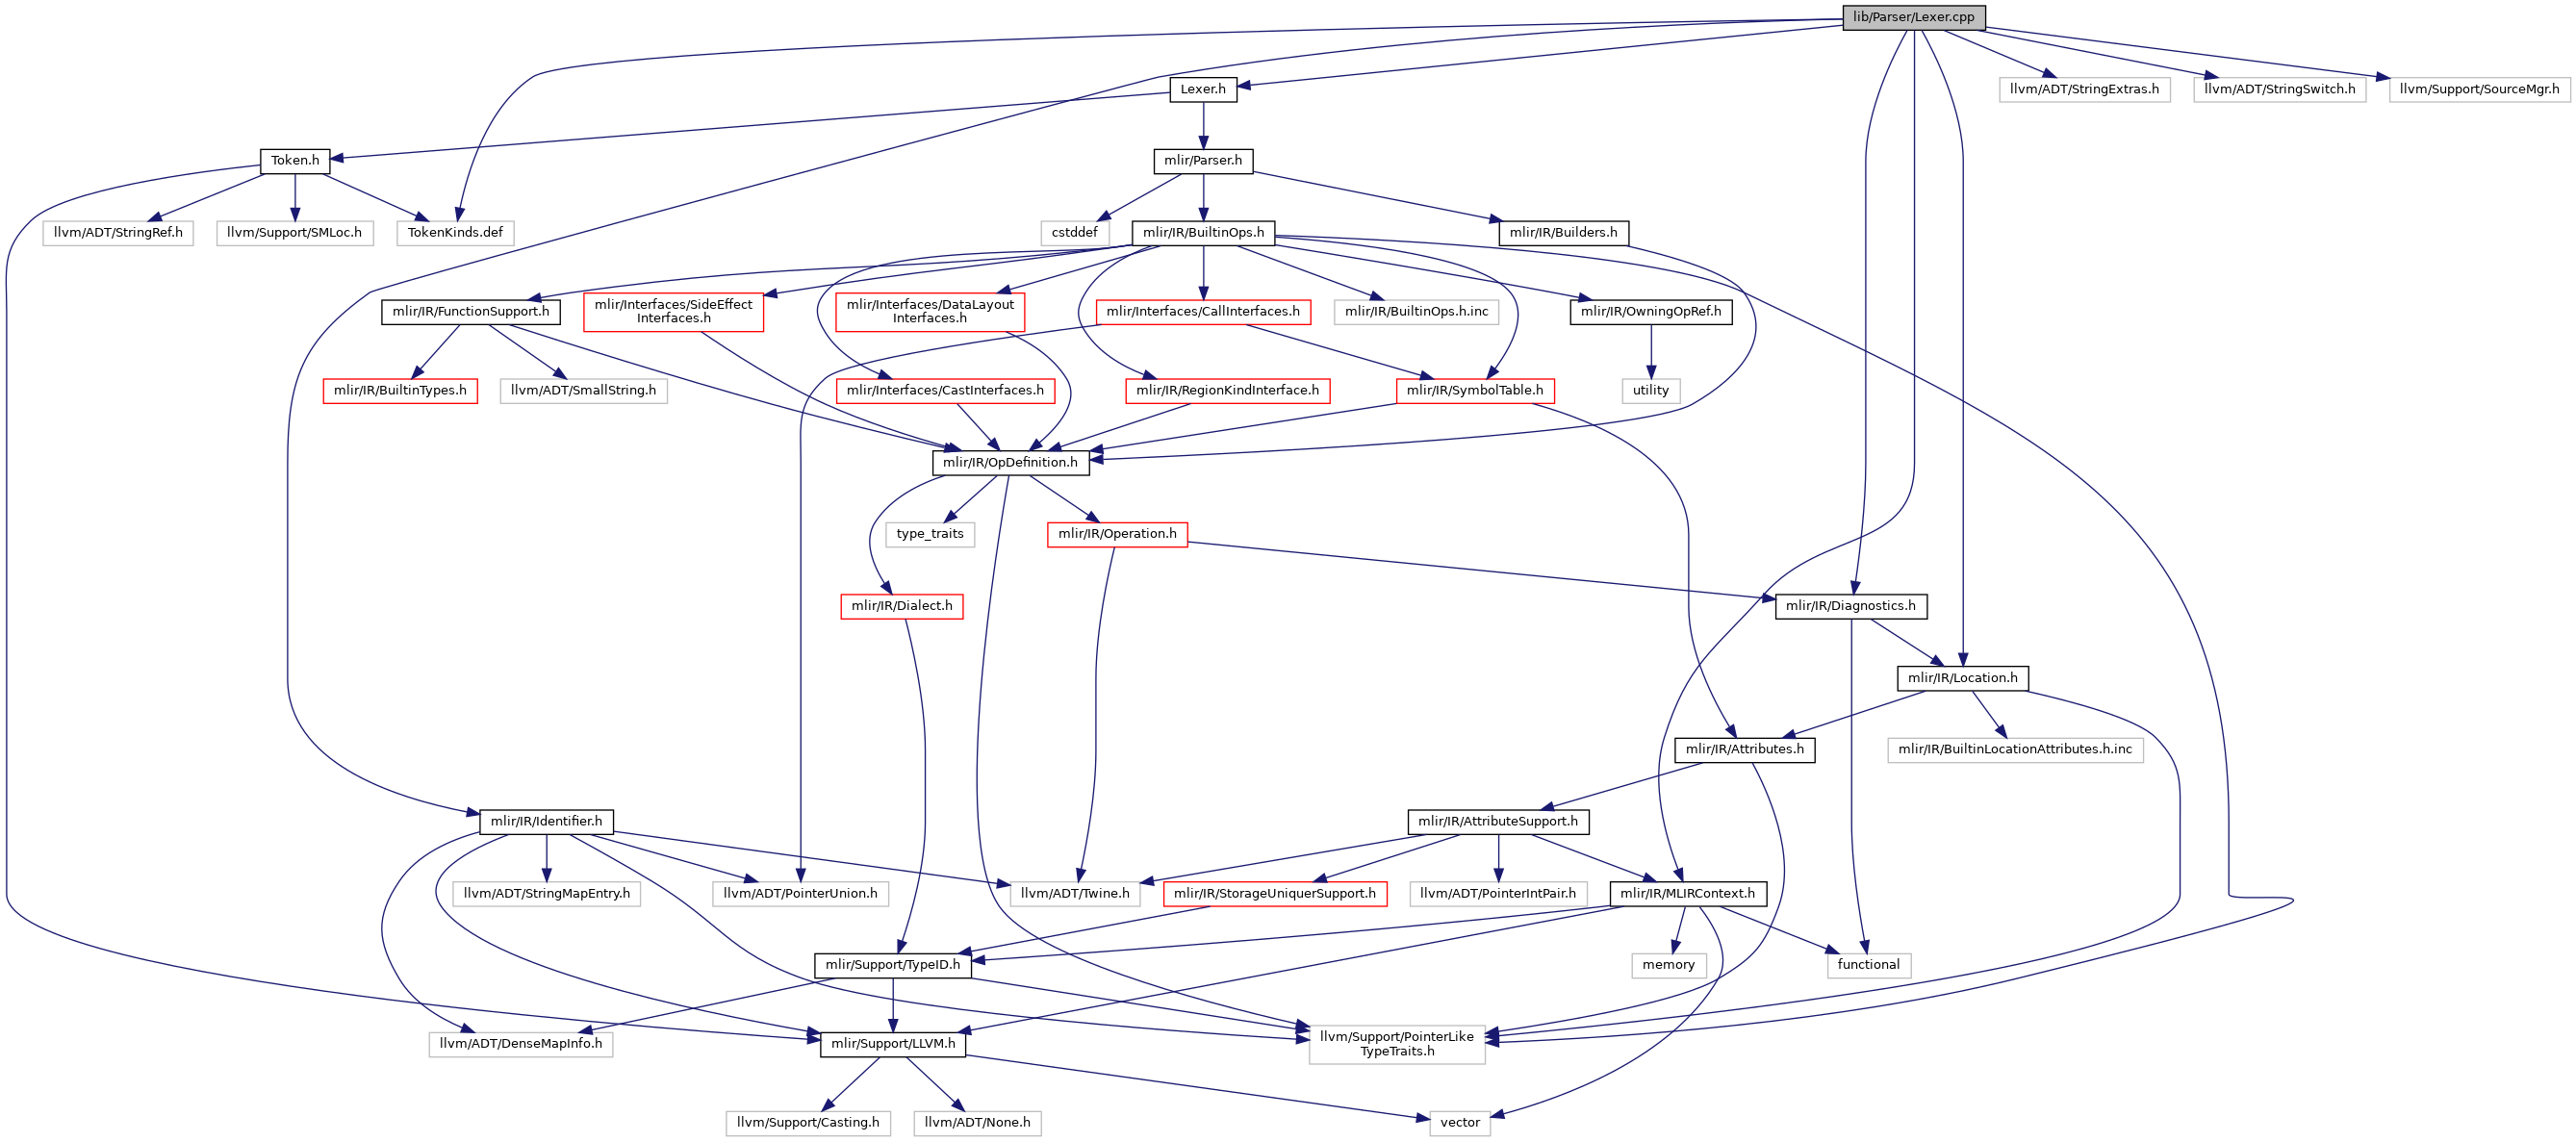 lib/Parser/Lexer.cpp
Lexer.h
llvm/ADT/StringExtras.h
llvm/ADT/StringSwitch.h
llvm/Support/SourceMgr.h
Token.h
mlir/Parser.h
llvm/ADT/StringRef.h
llvm/Support/SMLoc.h
TokenKinds.def
cstddef
mlir/IR/BuiltinOps.h
mlir/IR/Builders.h
mlir/IR/FunctionSupport.h
mlir/Interfaces/SideEffect
Interfaces.h
mlir/Interfaces/DataLayout
Interfaces.h
mlir/Interfaces/CallInterfaces.h
mlir/IR/BuiltinOps.h.inc
mlir/IR/OwningOpRef.h
mlir/IR/BuiltinTypes.h
llvm/ADT/SmallString.h
mlir/Interfaces/CastInterfaces.h
mlir/IR/RegionKindInterface.h
mlir/IR/SymbolTable.h
utility
mlir/IR/OpDefinition.h
type_traits
mlir/IR/Operation.h
mlir/IR/Dialect.h
mlir/IR/Diagnostics.h
mlir/IR/Location.h
mlir/IR/Attributes.h
mlir/IR/BuiltinLocationAttributes.h.inc
mlir/IR/Identifier.h
mlir/IR/AttributeSupport.h
llvm/ADT/StringMapEntry.h
llvm/ADT/PointerUnion.h
llvm/ADT/Twine.h
mlir/IR/StorageUniquerSupport.h
llvm/ADT/PointerIntPair.h
mlir/IR/MLIRContext.h
mlir/Support/TypeID.h
memory
functional
llvm/ADT/DenseMapInfo.h
mlir/Support/LLVM.h
llvm/Support/PointerLike
TypeTraits.h
llvm/Support/Casting.h
llvm/ADT/None.h
vector